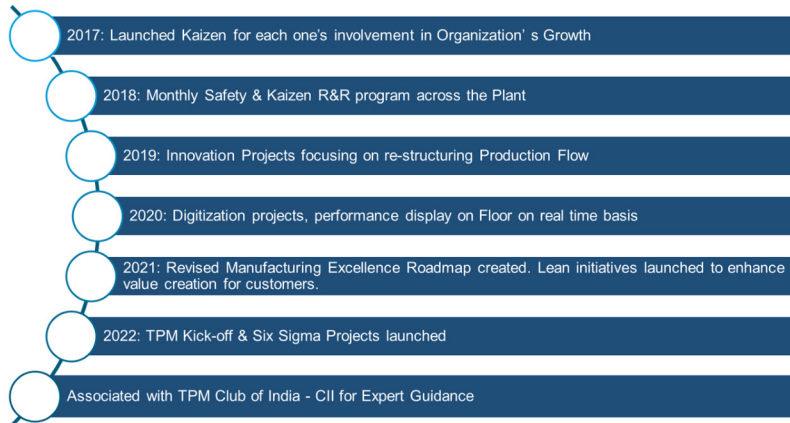 2017: Launched Kaizen for each one's involvement in Organization' s Growth
2018: Monthly Safety & Kaizen R&R program across the Plant
2019: Innovation Projects focusing on re-structuring Production Flow
2020: Digitization projects, performance display on Floor on real time basis
2021: Revised Manufacturing Excellence Roadmap created. Lean initiatives launched to enhance
value creation for customers.
2022: TPM Kick-off & Six Sigma Projects launched
Associated with TPM Club of India - CII for Expert Guidance